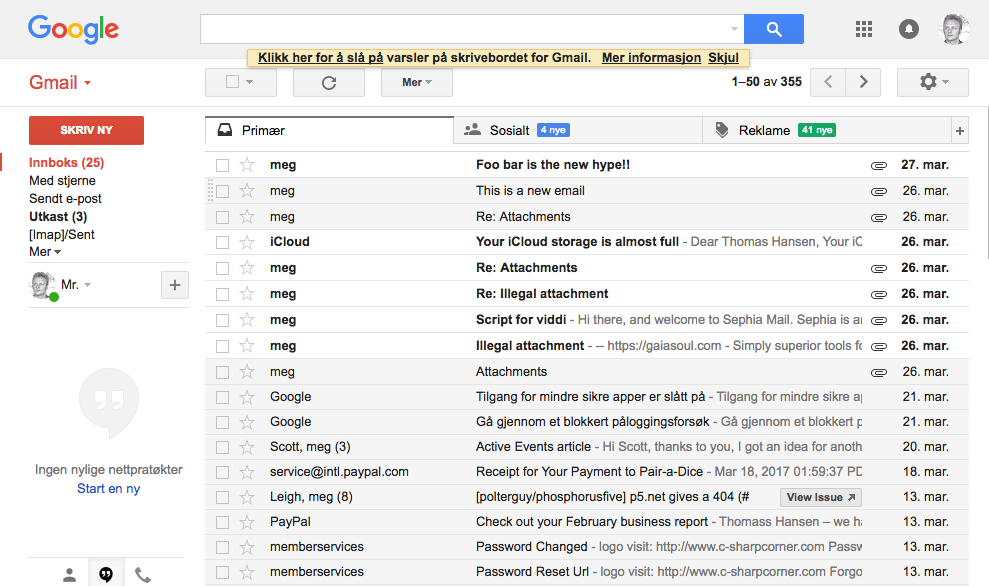 Google
Klikk her for å slå på varsler på skrivebordet for Gmail. Mer informasjon Skjul
Gmail
Mer
1–50 av 355
SKRIV NY
Innboks (25)
Med stjerne
Sendt e-post
Utkast (3)
[Imap]/Sent
Mer
Mr.
Ingen nylige nettpratøkter
Start en ny
Primær
Sosialt 4 nye
Reklame 41 nye
meg Foo bar is the new hype!! 27. mar.
meg This is a new email 26. mar.
meg Re: Attachments 26. mar.
iCloud Your iCloud storage is almost full - Dear Thomas Hansen, Your iC 26. mar.
meg Re: Attachments 26. mar.
meg Re: Illegal attachment 26. mar.
meg Script for viddi - Hi there, and welcome to Sephia Mail. Sephia is an 26. mar.
meg Illegal attachment - -- https://gaiasoul.com - Simply superior tools fo 26. mar.
meg Attachments 26. mar.
Google Tilgang for mindre sikre apper er slått på - Tilgang for mindre sikre ap 21. mar.
Google Gå gjennom et blokkert påloggingsforsøk - Gå gjennom et blokkert p 21. mar.
Scott, meg (3) Active Events article - Hi Scott, thanks to you, I got an idea for anoth 20. mar.
service@intl.paypal.com Receipt for Your Payment to Pair-a-Dice - Mar 18, 2017 01:59:37 PD 18. mar.
Leigh, meg (8) [polterguy/phosphorusfive] p5.net gives a 404 (# View Issue 13. mar.
PayPal Check out your February business report - Thomass Hansen – we ha 13. mar.
memberservices Password Changed - logo visit: http://www.c-sharpcorner.com Passw 13. mar.
memberservices Password Reset Url - logo visit: http://www.c-sharpcorner.com Forgo 13. mar.